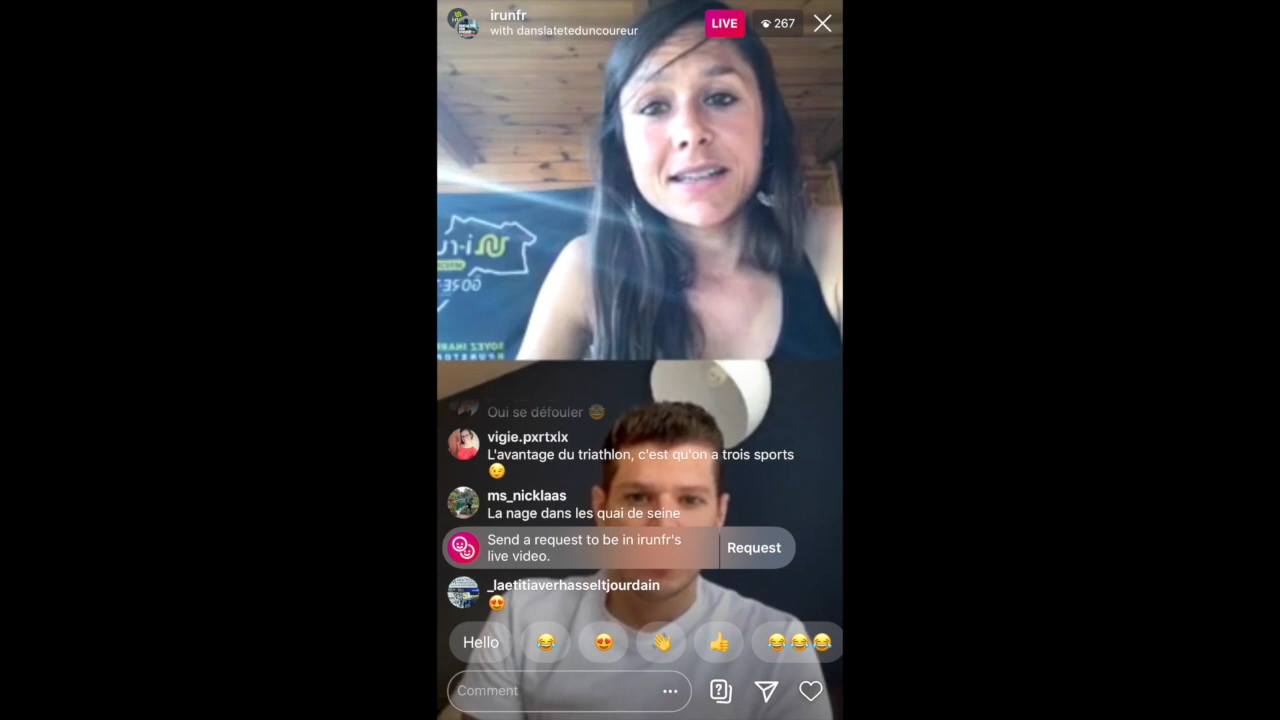 irunfr
with danslateteduncoureur
LIVE
267
Oui se défouler 🤩
vigie.pxrtxlx
L'avantage du triathlon, c'est qu'on a trois sports
😉
ms_nicklaas
La nage dans les quai de seine
Send a request to be in irunfr's
live video.
Request
_laetitiaverhasseltjourdain
😍
Hello 😂 😍 👋 👍 😂😂😂
Comment